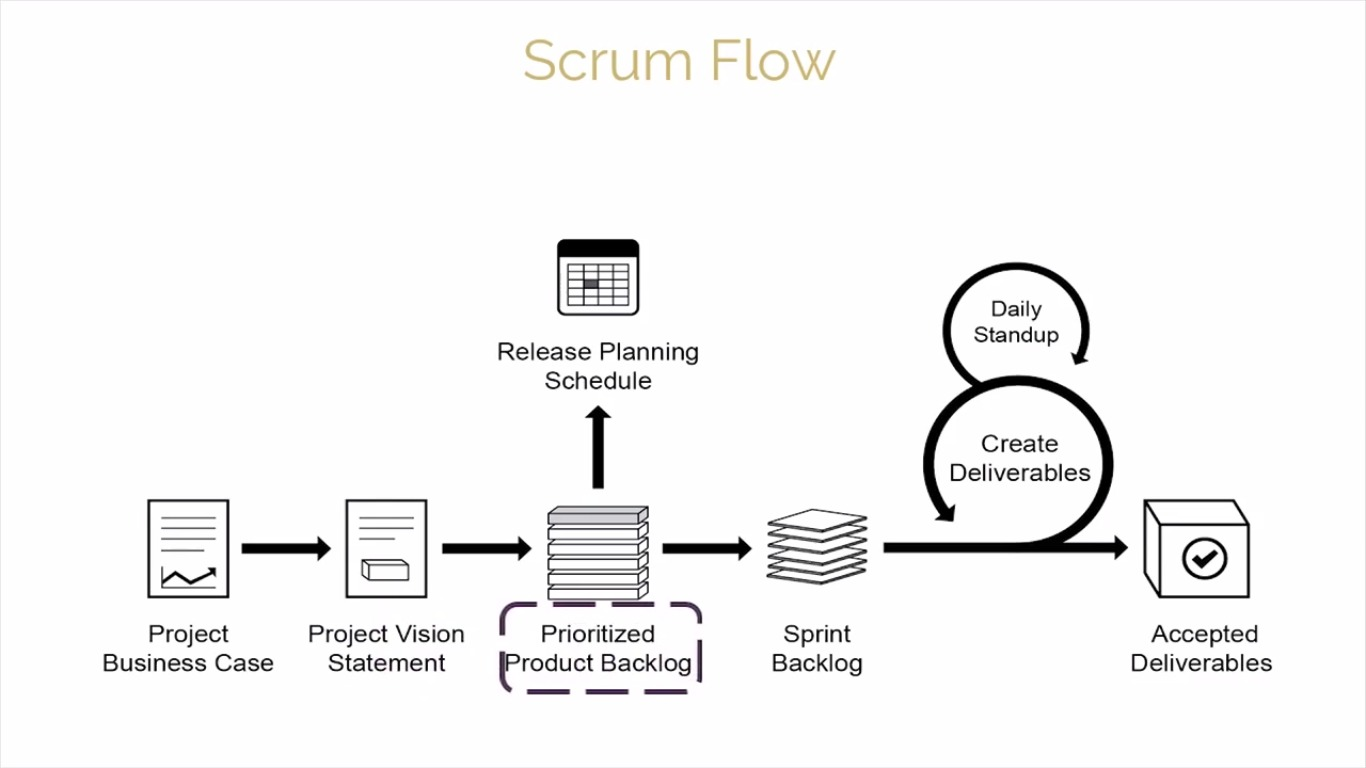 Scrum Flow
Release Planning
Schedule
Daily
Standup
Create
Deliverables
Project
Business Case
Project Vision
Statement
Prioritized
Product Backlog
Sprint
Backlog
Accepted
Deliverables